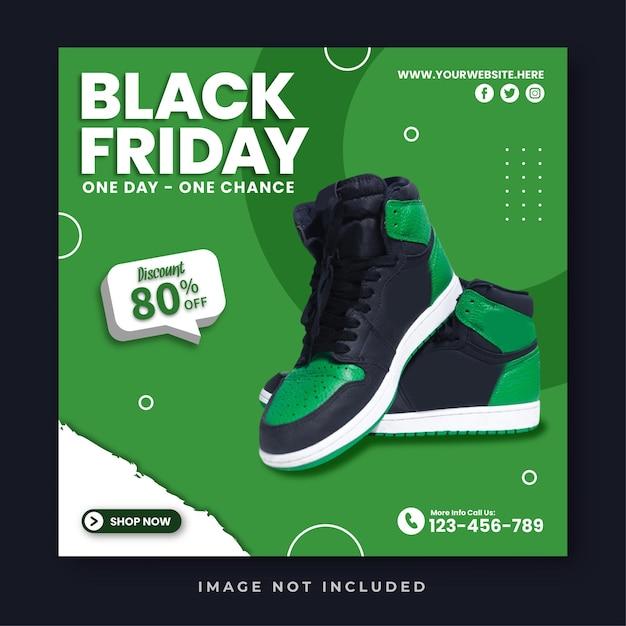 BLACK
FRIDAY
ONE DAY - ONE CHANCE
WWW.YOURWEBSITE.HERE
Discount
80% OFF
SHOP NOW
More Info Call Us:
123-456-789
IMAGE NOT INCLUDED